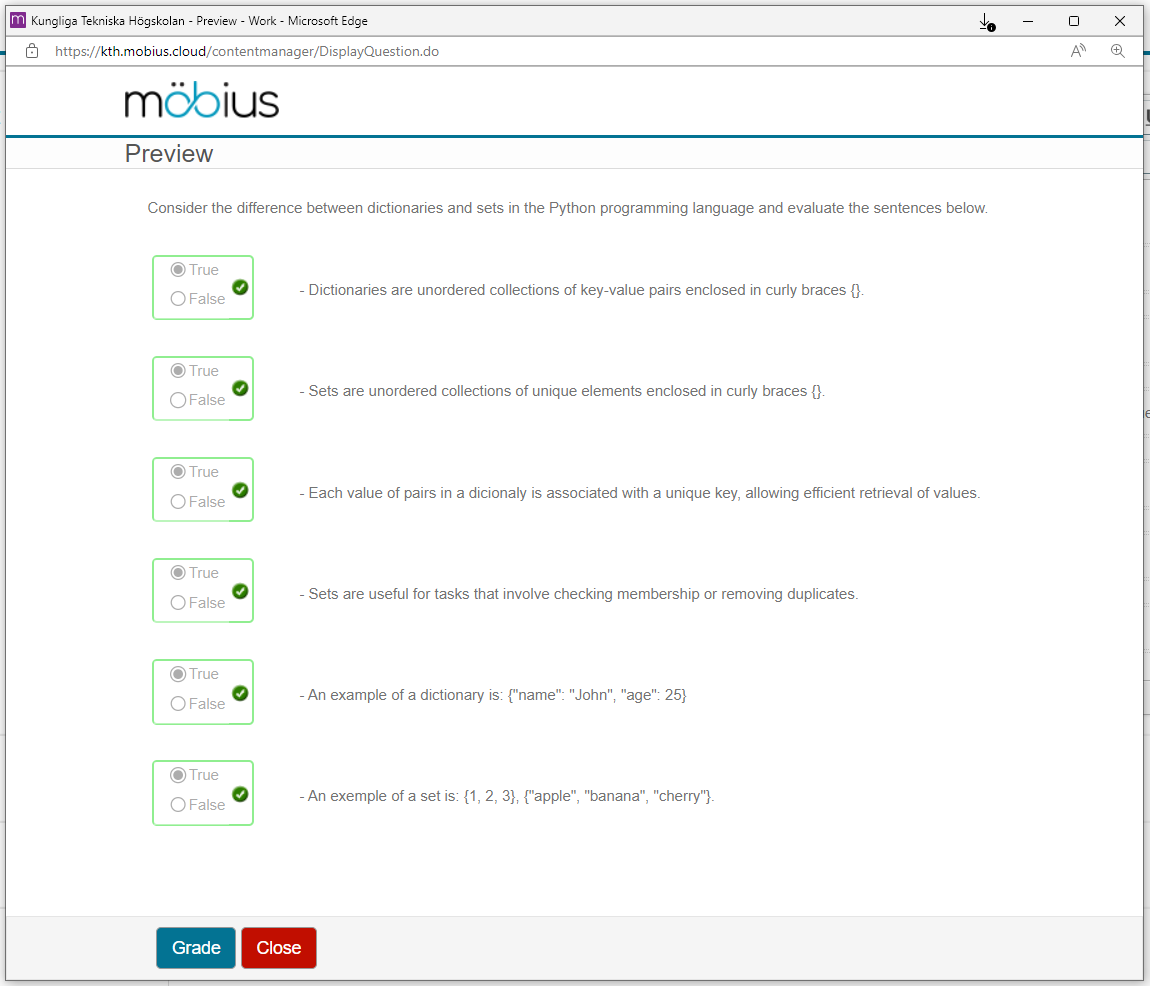 Kungliga Tekniska Högskolan - Preview - Work - Microsoft Edge
https://kth.mobius.cloud/contentmanager/DisplayQuestion.do
möbius
Preview
Consider the difference between dictionaries and sets in the Python programming language and evaluate the sentences below.
True
False
- Dictionaries are unordered collections of key-value pairs enclosed in curly braces {}.
True
False
- Sets are unordered collections of unique elements enclosed in curly braces {}.
True
False
- Each value of pairs in a dicionaly is associated with a unique key, allowing efficient retrieval of values.
True
False
- Sets are useful for tasks that involve checking membership or removing duplicates.
True
False
- An example of a dictionary is: {"name": "John", "age": 25}
True
False
- An exemple of a set is: {1, 2, 3}, {"apple", "banana", "cherry"}.
Grade
Close